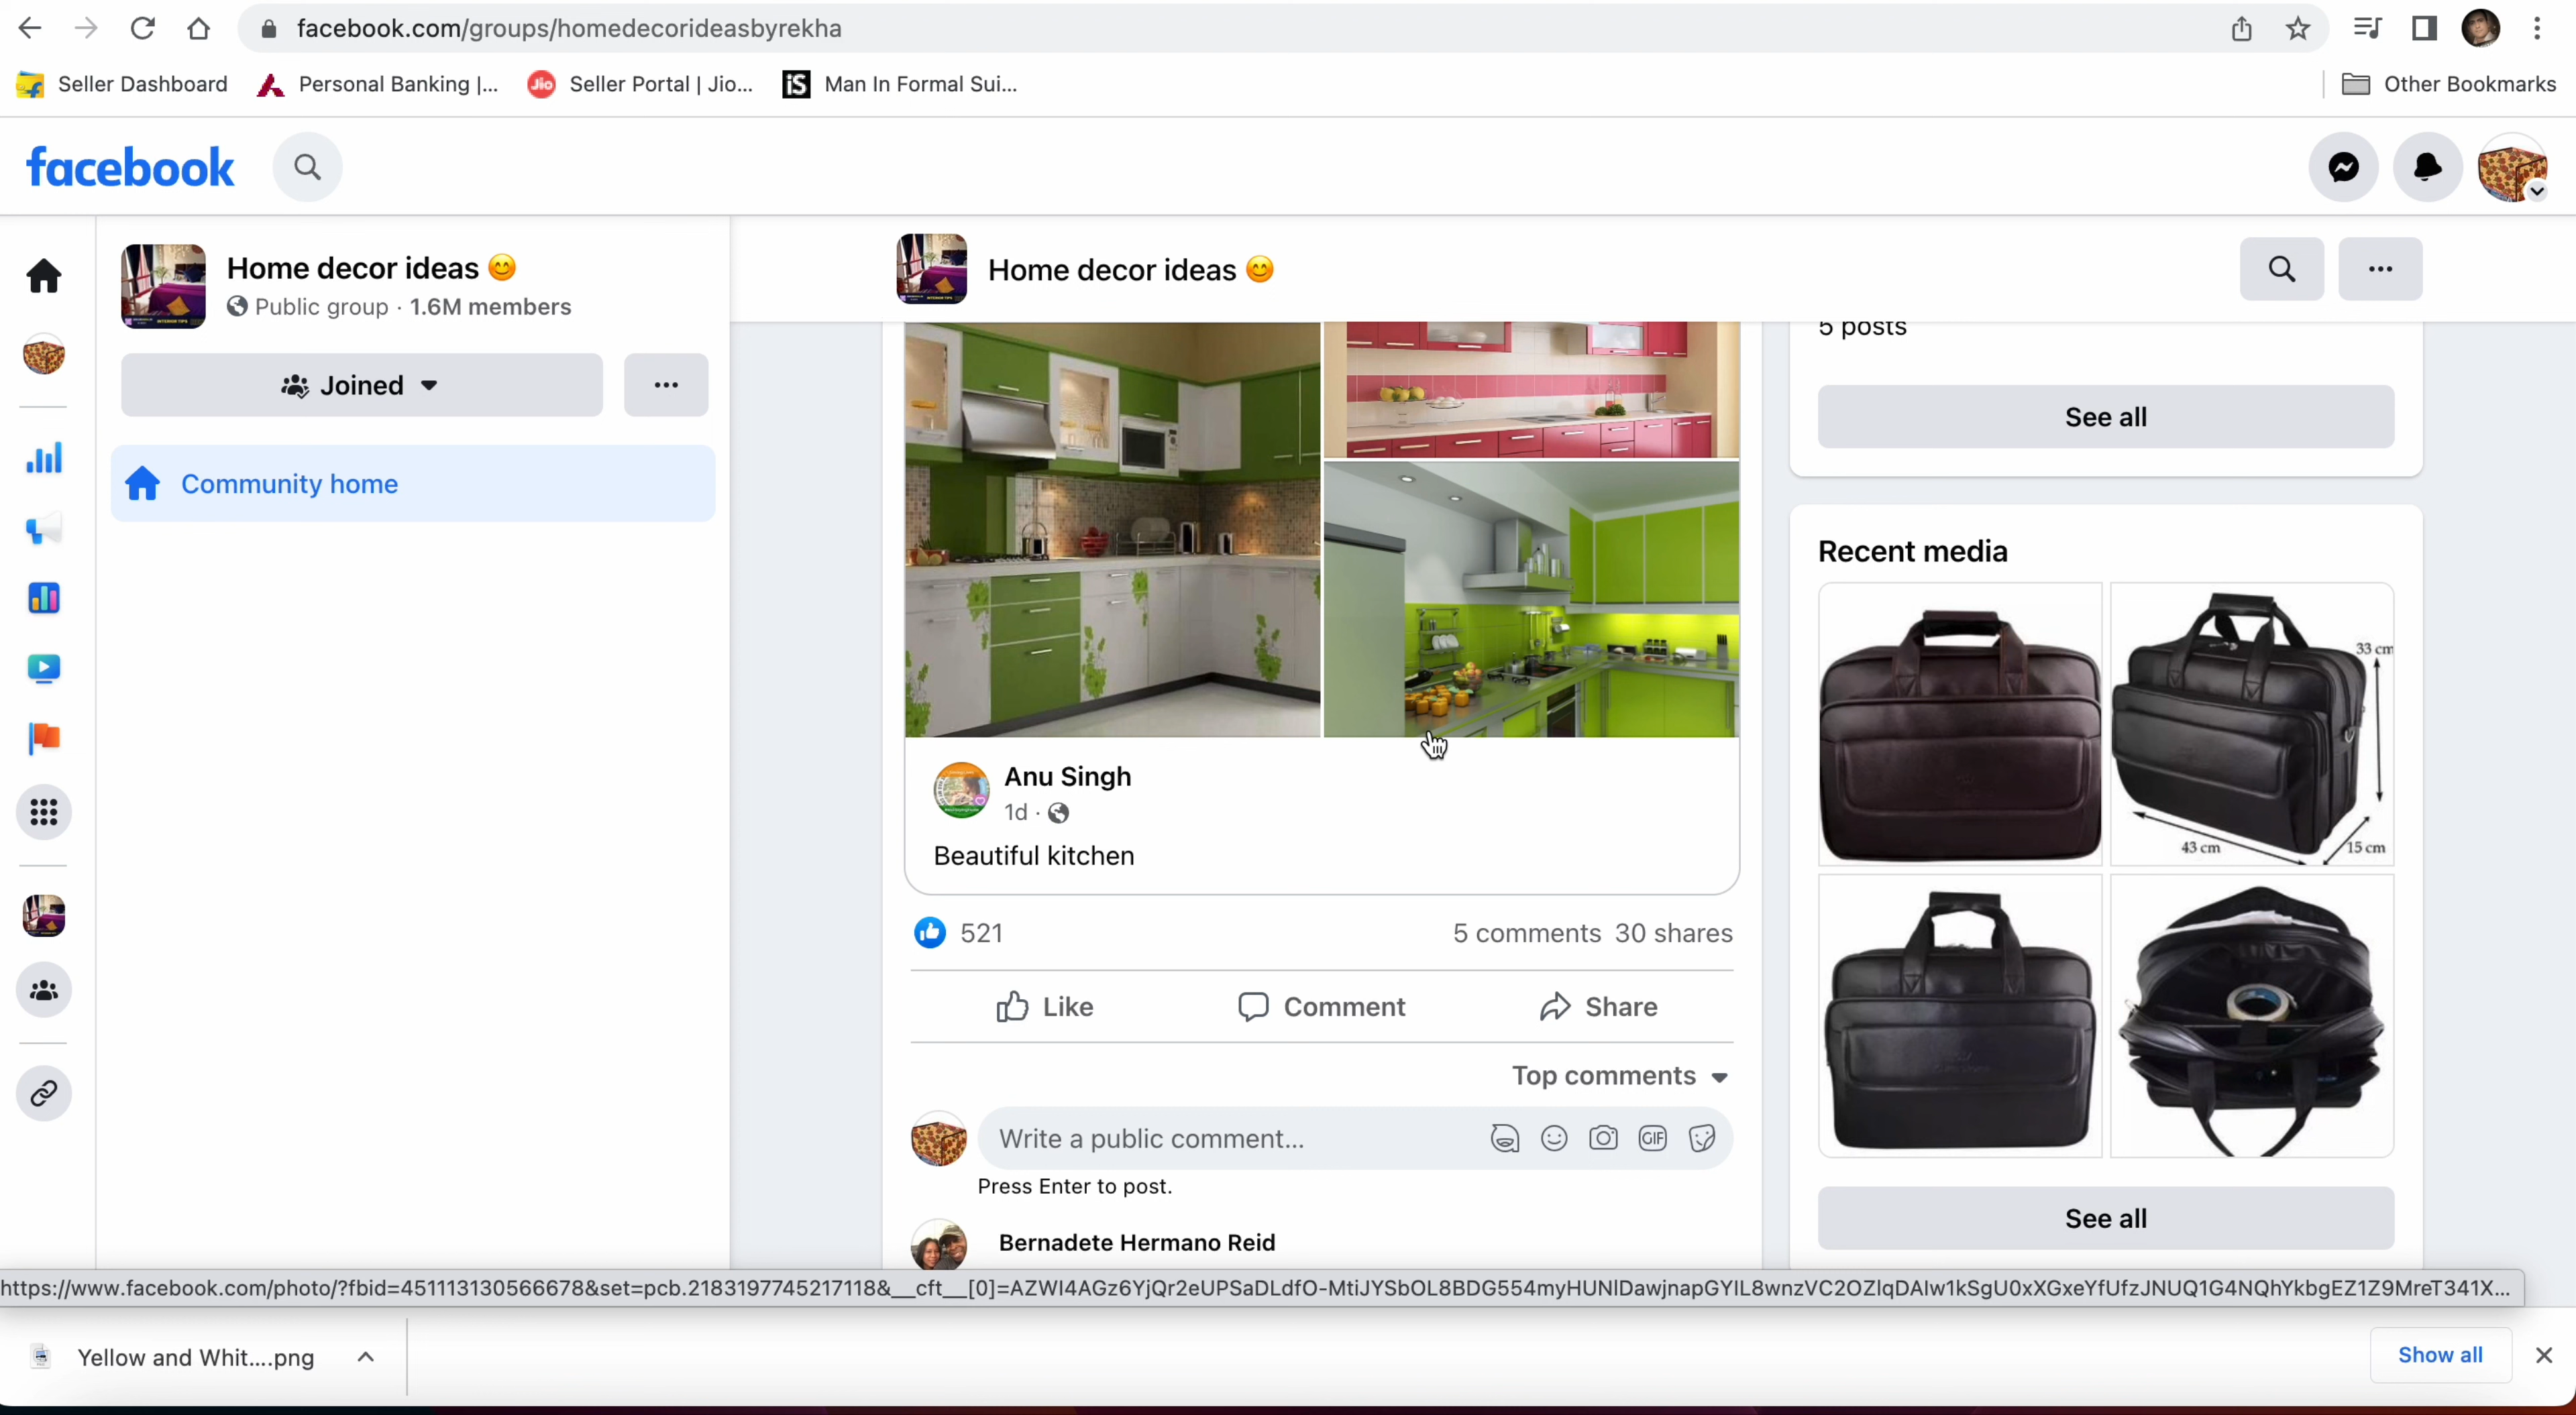 facebook.com/groups/homedecorideasbyrekha
Seller Dashboard
Personal Banking |...
Jio
Seller Portal | Jio...
iS
Man In Formal Sui...
Other Bookmarks
facebook
Home decor ideas 😊
Public group · 1.6M members
Joined
Community home
Home decor ideas 😊
Anu Singh
1d ·
Beautiful kitchen
521
5 comments 30 shares
Like
Comment
Share
Top comments
Write a public comment...
GIF
Press Enter to post.
Bernadete Hermano Reid
5 posts
See all
Recent media
33 cm
43 cm
15 cm
See all
https://www.facebook.com/photo/?fbid=451113130566678&set=pcb.2183197745217118&__cft__[0]=AZWI4AGz6YjQr2eUPSaDLdfO-MtiJYSbOL8BDG554myHUNlDawjnapGYIL8wnzVC2OZlqDAIw1kSgU0xXGxeYfUfzJNUQ1G4NQhYkbgEZ1Z9MreT341X...
Yellow and Whit....png
Show all